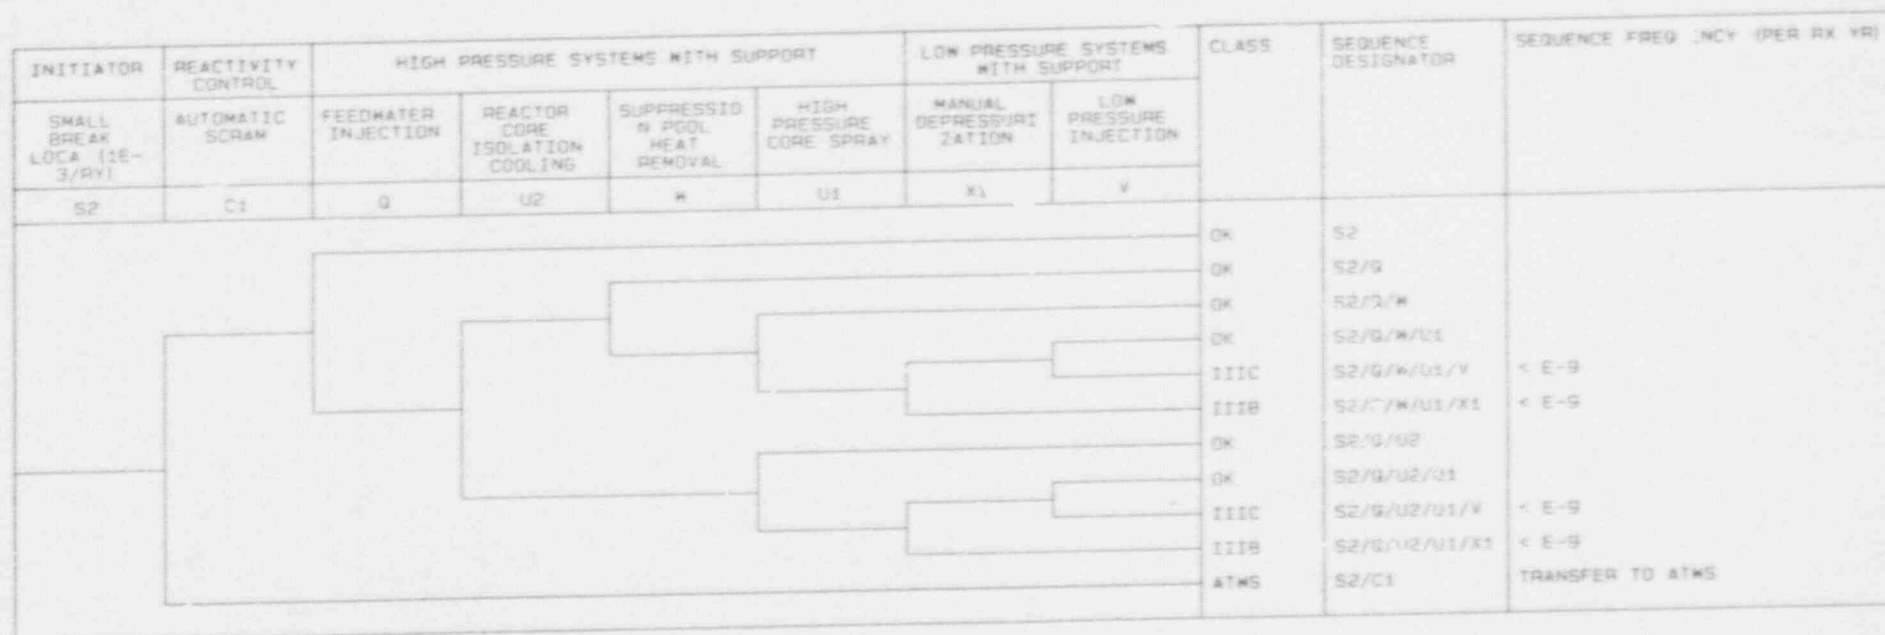 INITIATOR
REACTIVITY
CONTROL
HIGH PRESSURE SYSTEMS WITH SUPPORT
LOW PRESSURE SYSTEMS
WITH SUPPORT
CLASS
SEQUENCE
DESIGNATOR
SEQUENCE (PER RX YR)
SMALL
BREAK
LOCA (1E-
3/RY)
AUTOMATIC
SCRAM
FEEDWATER
INJECTION
REACTOR
CORE
ISOLATION
COOLING
SUPPRESSIO
N POOL
HEAT
REMOVAL
HIGH
PRESSURE
CORE SPRAY
MANUAL
DEPRESSURI
ZATION
LOW
PRESSURE
INJECTION
S2
C1
Q
U2
W
U1
X1
V
OK S2
OK S2/Q
OK S2/Q/W
OK S2/Q/W/U1
IIIC S2/Q/W/U1/V < E-9
IIIB < E-9
OK S2/Q/U2
OK S2/Q/U2/U1
IIIC S2/Q/U2/U1/V < E-9
IIIB S2/Q/U2/U1/X1 < E-9
ATWS S2/C1 TRANSFER TO ATWS